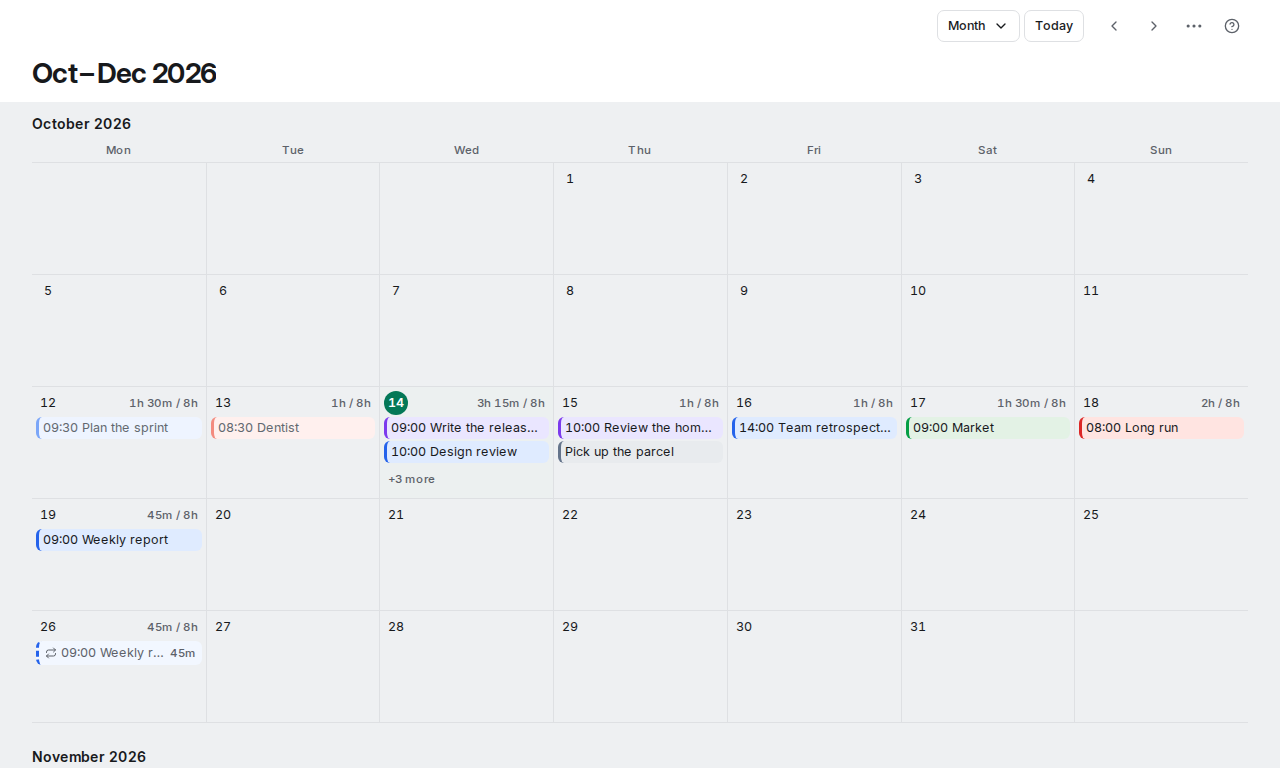 Month
Today
Oct–Dec 2026
October 2026
Mon Tue Wed Thu Fri Sat Sun
1 2 3 4
5 6 7 8 9 10 11
12 1h 30m / 8h 13 1h / 8h 14 3h 15m / 8h 15 1h / 8h 16 1h / 8h 17 1h 30m / 8h 18 2h / 8h
09:30 Plan the sprint 08:30 Dentist 09:00 Write the releas... 10:00 Review the hom... 14:00 Team retrospect... 09:00 Market 08:00 Long run
10:00 Design review Pick up the parcel
+3 more
19 45m / 8h 20 21 22 23 24 25
09:00 Weekly report
26 45m / 8h 27 28 29 30 31
09:00 Weekly r... 45m
November 2026